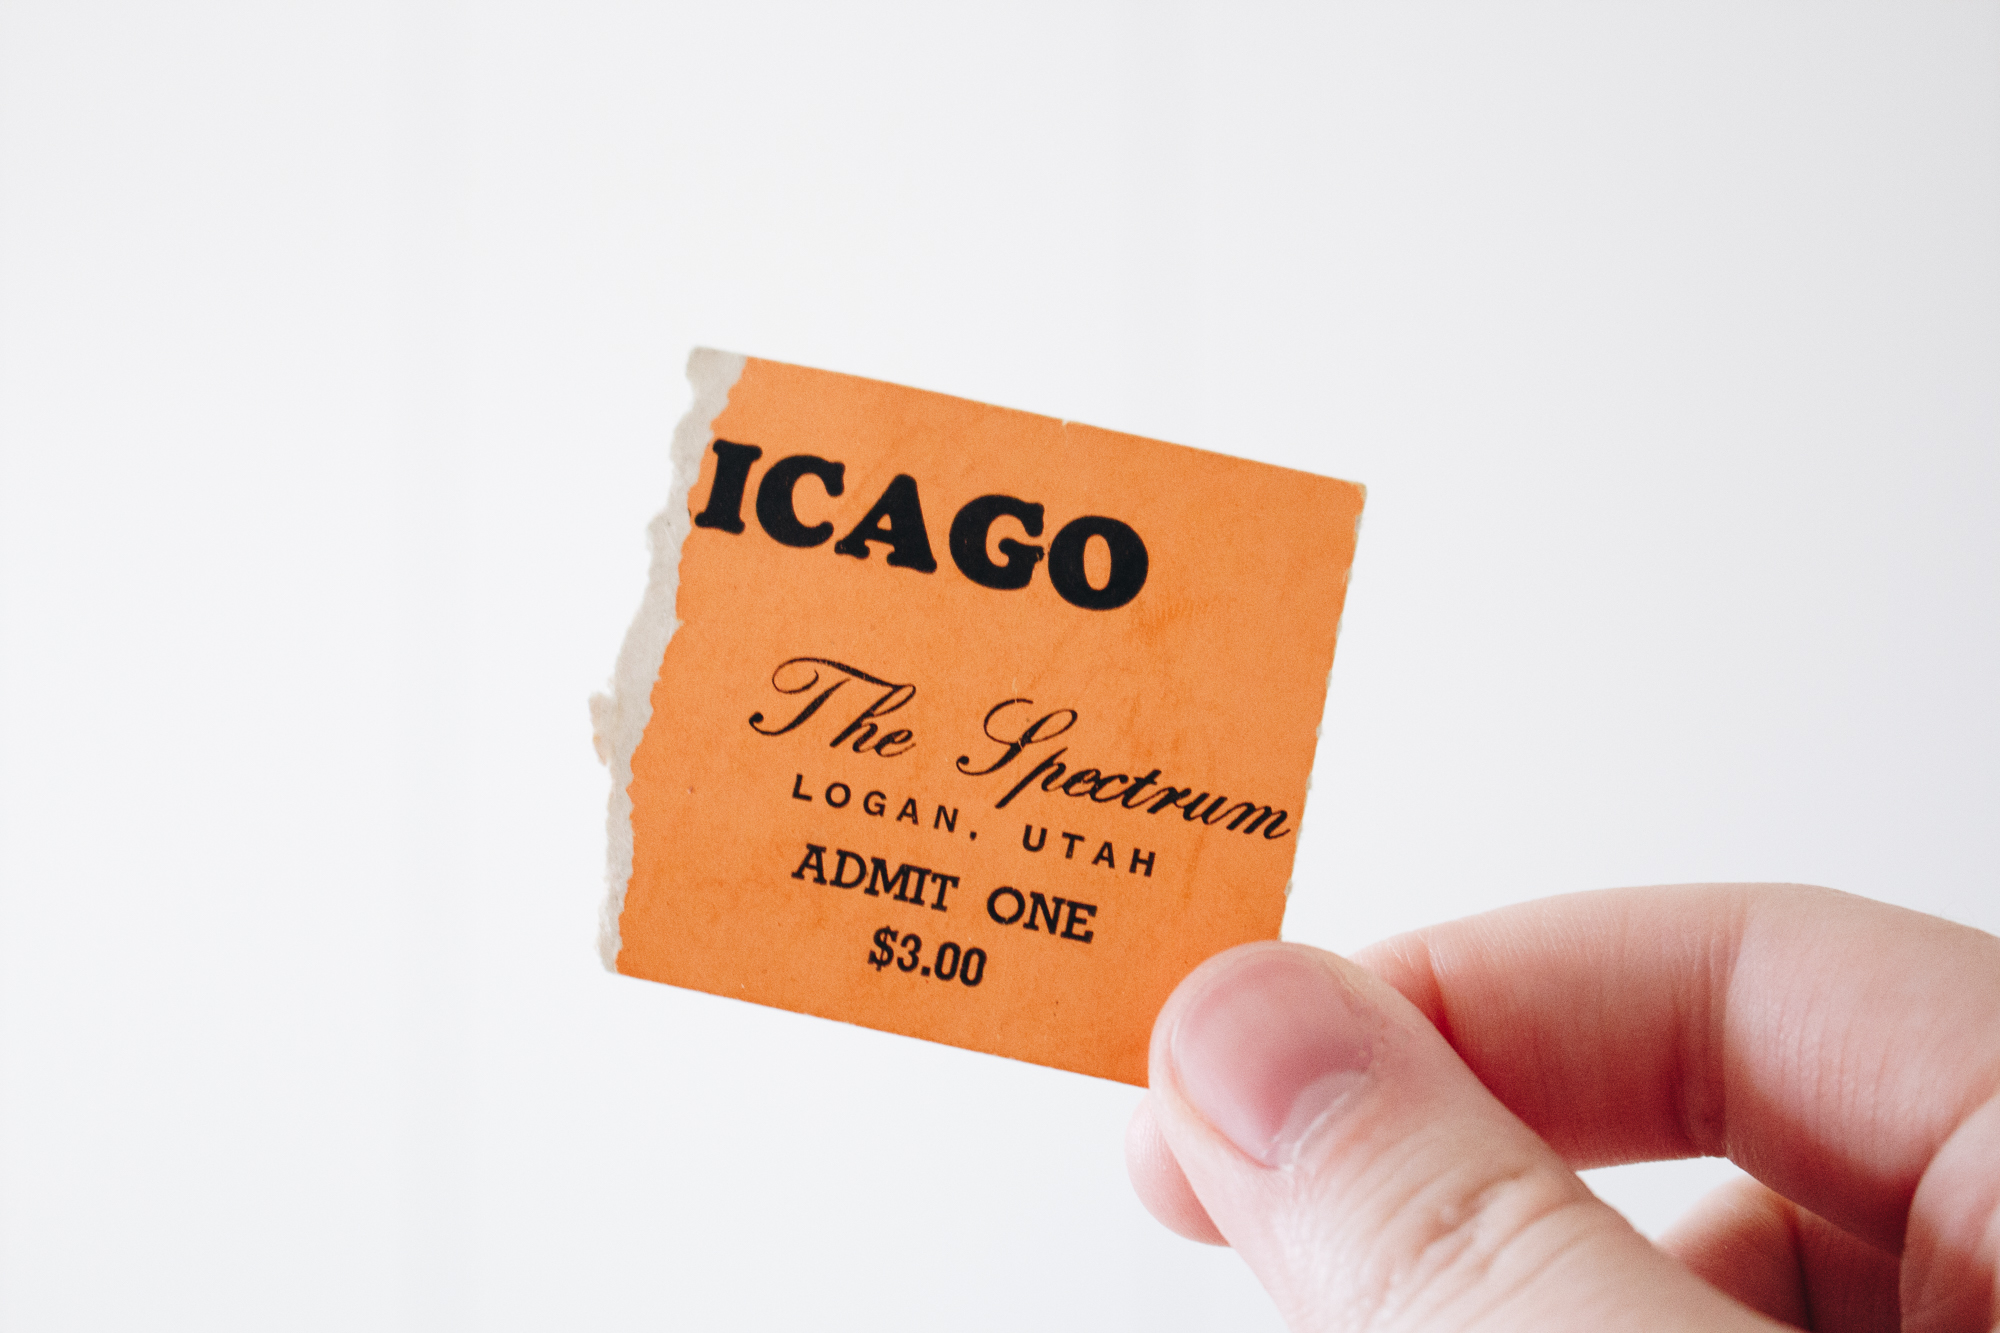 ICAGO
The Spectrum
LOGAN, UTAH
ADMIT ONE
$3.00